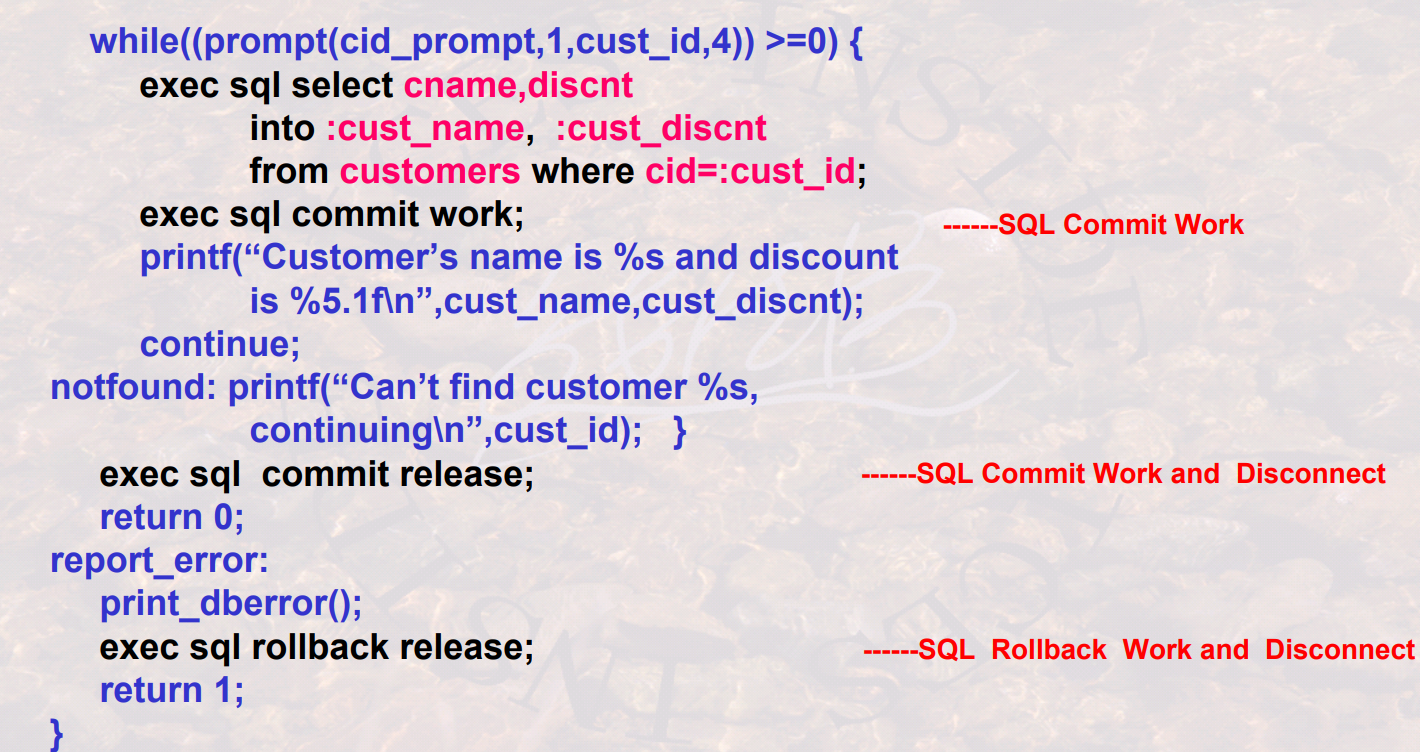 while((prompt(cid_prompt,1,cust_id,4)) >=0) {
exec sql select cname,discnt
into :cust_name, :cust_discnt
from customers where cid=:cust_id;
exec sql commit work; ------SQL Commit Work
printf(“Customer’s name is %s and discount
is %5.1f\n”,cust_name,cust_discnt);
continue;
notfound: printf(“Can’t find customer %s,
continuing\n”,cust_id); }
exec sql commit release; ------SQL Commit Work and Disconnect
return 0;
report_error:
print_dberror();
exec sql rollback release; ------SQL Rollback Work and Disconnect
return 1;
}